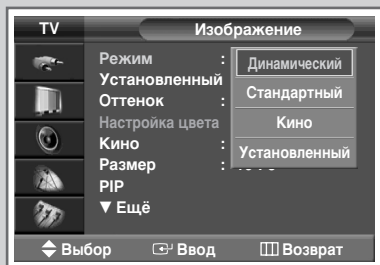 TV
Изображение
Режим :
Установленный
Оттенок :
Настройка цвета
Кино :
Размер :
PIP
▼ Ещё
Динамический
Стандартный
Кино
Установленный
Выбор Ввод Возврат